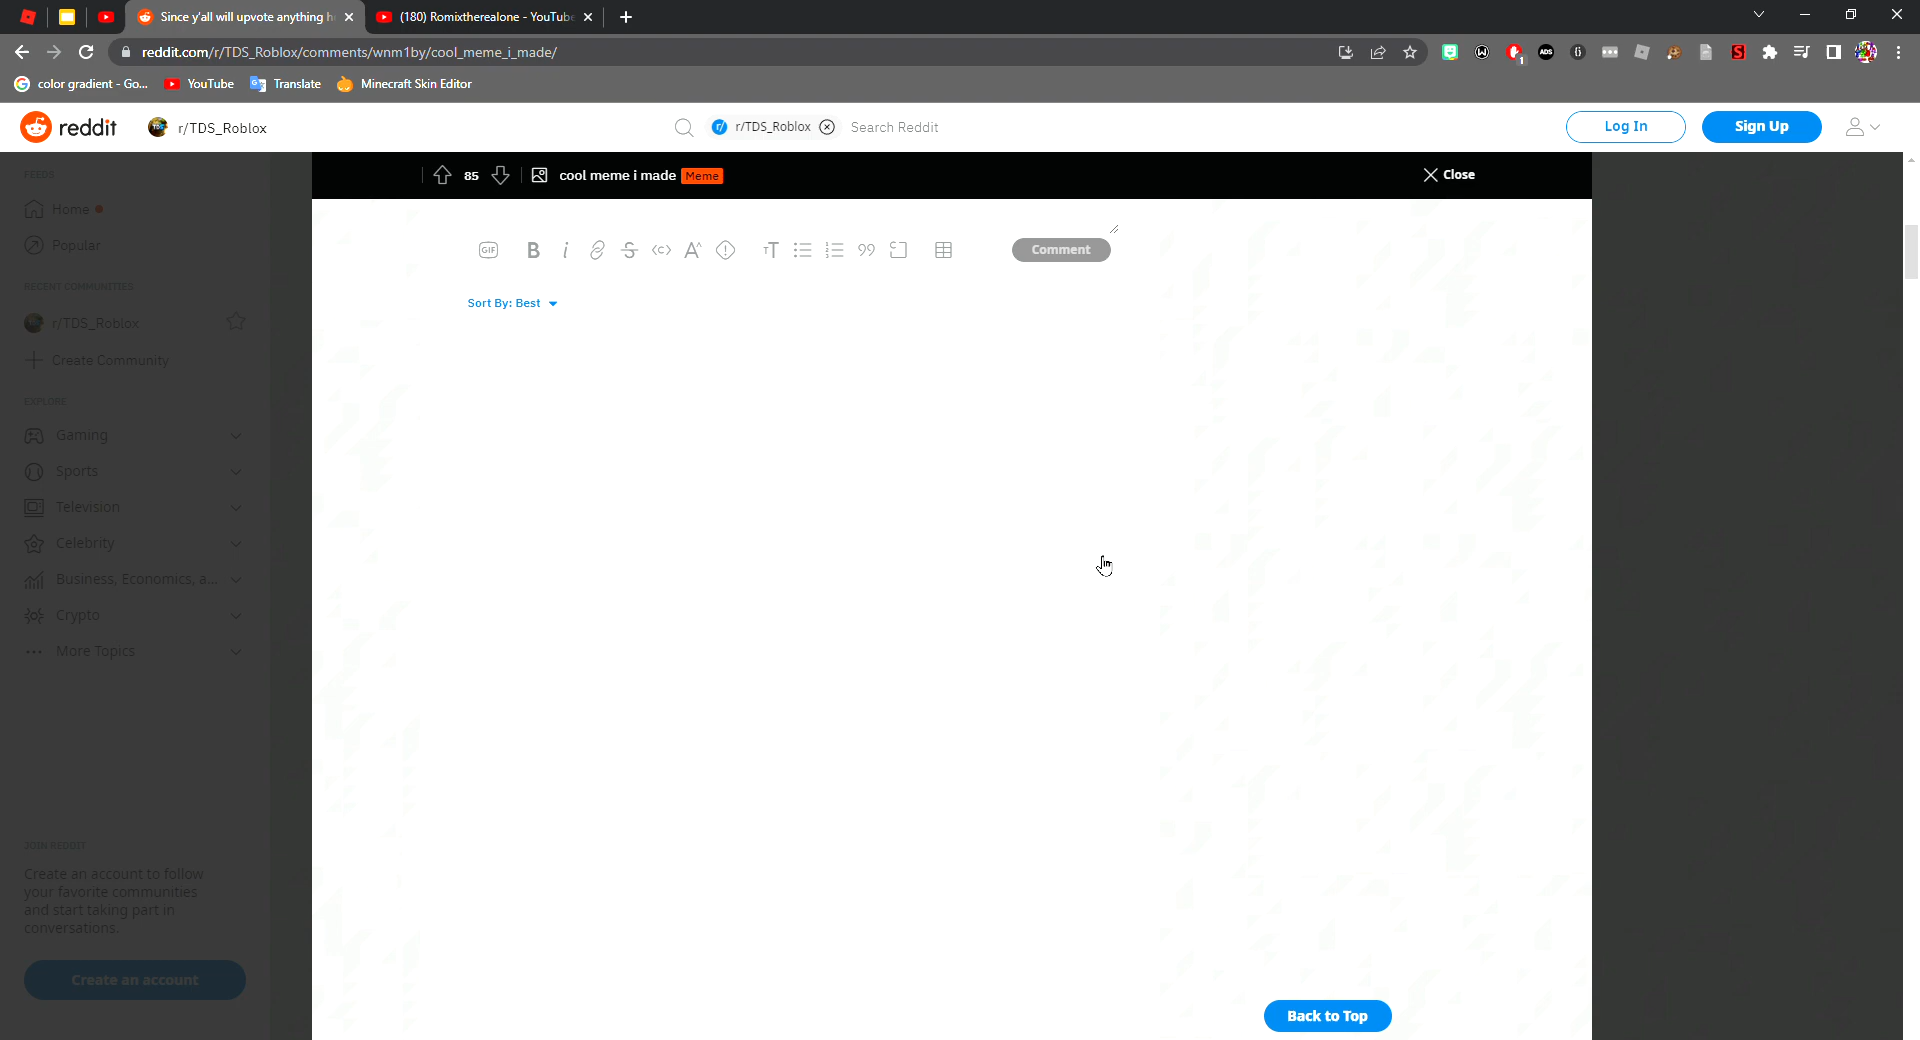 Since y'all will upvote anything h
(180) Romixtherealone - YouTube
reddit.com/r/TDS_Roblox/comments/wnm1by/cool_meme_i_made/
ADS
1
color gradient - Go...
YouTube
Translate
Minecraft Skin Editor
reddit
r/TDS_Roblox
r/TDS_Roblox
Search Reddit
Log In
Sign Up
FEEDS
Home
Popular
RECENT COMMUNITIES
r/TDS_Roblox
Create Community
EXPLORE
Gaming
Sports
Television
Celebrity
Business, Economics, a...
Crypto
More Topics
JOIN REDDIT
Create an account to follow
your favorite communities
and start taking part in
conversations.
Create an account
85
cool meme i made Meme
Close
GIF
Comment
Sort By: Best
Back to Top